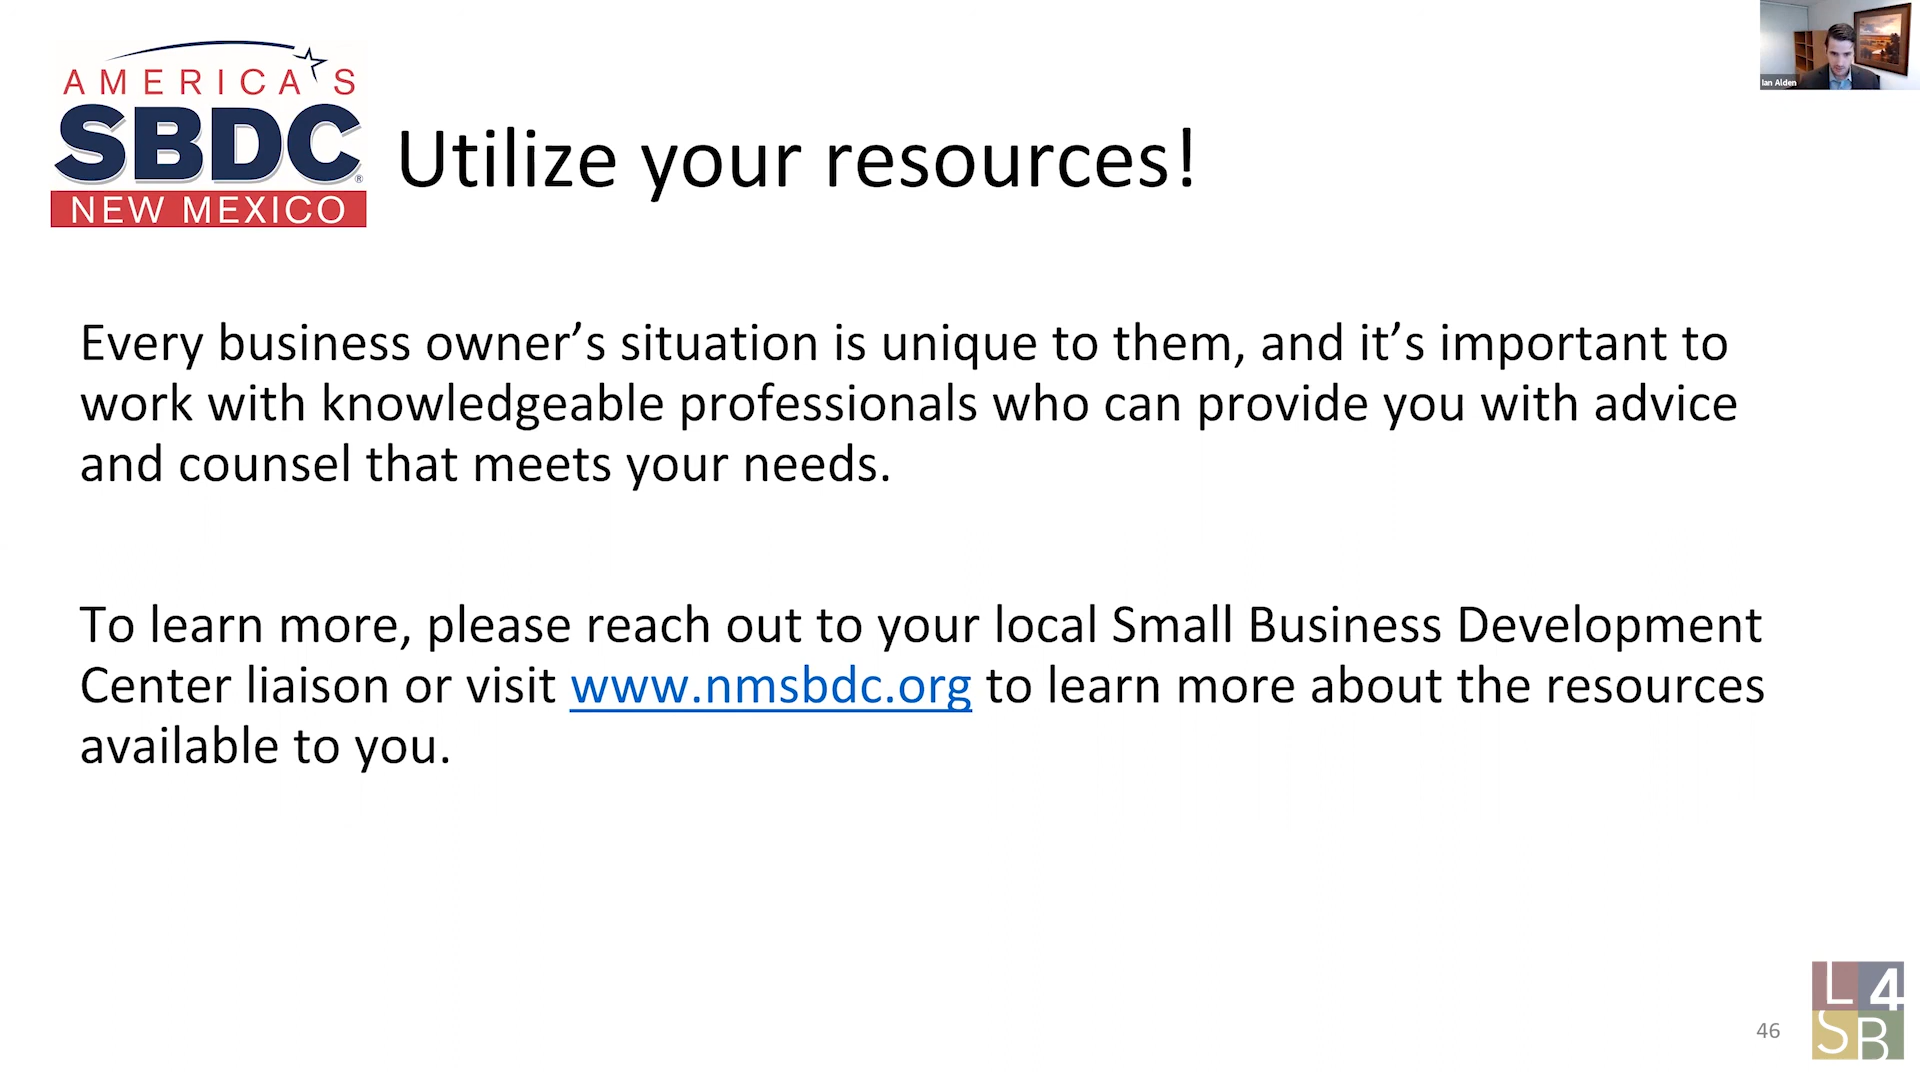 AMERICA'S
SBDC®
NEW MEXICO
Utilize your resources!
Ian Alden
Every business owner’s situation is unique to them, and it’s important to
work with knowledgeable professionals who can provide you with advice
and counsel that meets your needs.
To learn more, please reach out to your local Small Business Development
Center liaison or visit www.nmsbdc.org to learn more about the resources
available to you.
46
L4
SB